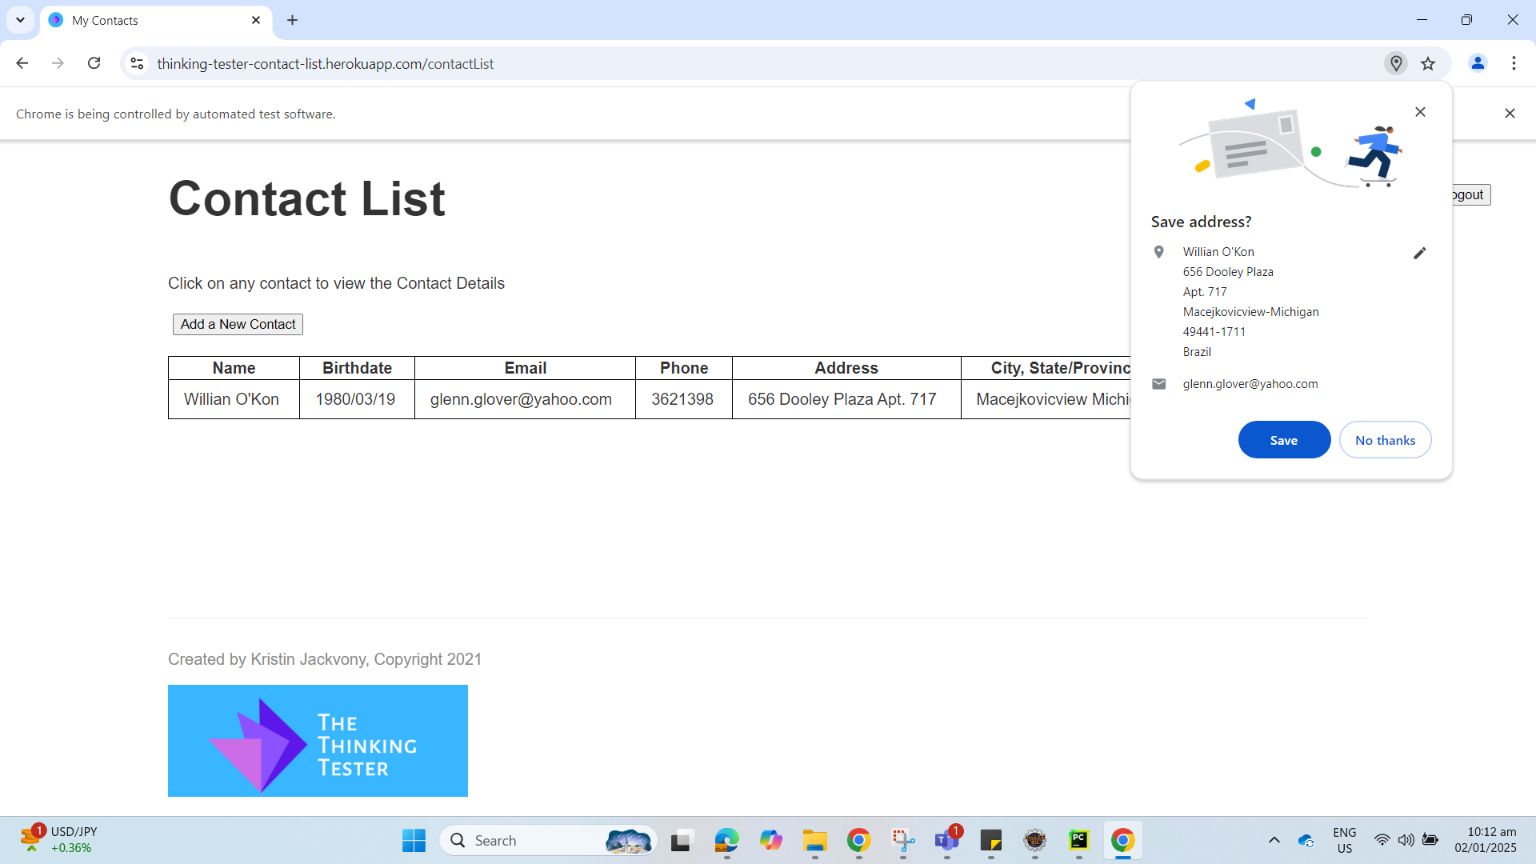 My Contacts
thinking-tester-contact-list.herokuapp.com/contactList
Chrome is being controlled by automated test software.
Contact List
ogout
Click on any contact to view the Contact Details
Add a New Contact
Name Birthdate Email Phone Address City, State/Provinc
Willian O'Kon 1980/03/19 glenn.glover@yahoo.com 3621398 656 Dooley Plaza Apt. 717 Macejkovicview Michi
Save address?
Willian O'Kon
656 Dooley Plaza
Apt. 717
Macejkovicview-Michigan
49441-1711
Brazil
glenn.glover@yahoo.com
Save No thanks
Created by Kristin Jackvony, Copyright 2021
THE
THINKING
TESTER
1
USD/JPY
+0.36%
Search
1
PC
ENG
US
10:12 am
02/01/2025